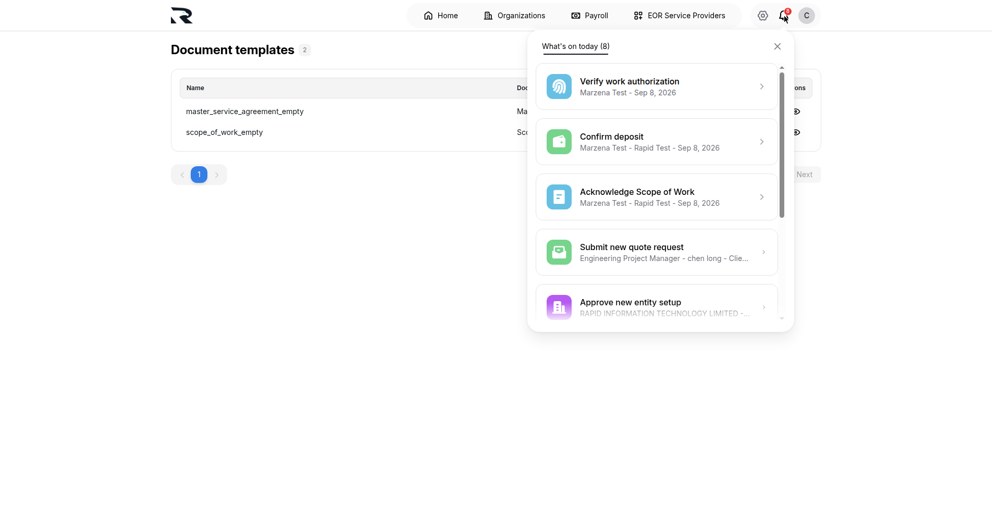 Home
Organizations
Payroll
EOR Service Providers
8
C
Document templates 2
What's on today (8)
Name
Doc
ons
master_service_agreement_empty
Ma
scope_of_work_empty
Sco
1
Next
Verify work authorization
Marzena Test - Sep 8, 2026
Confirm deposit
Marzena Test - Rapid Test - Sep 8, 2026
Acknowledge Scope of Work
Marzena Test - Rapid Test - Sep 8, 2026
Submit new quote request
Engineering Project Manager - chen long - Clie...
Approve new entity setup
RAPID INFORMATION TECHNOLOGY LIMITED -...